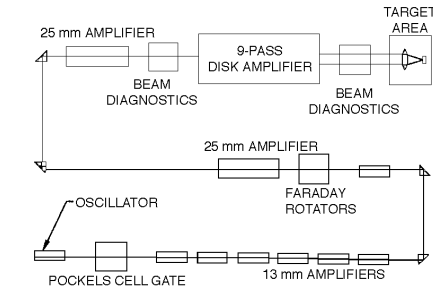 TARGET
AREA
25 mm AMPLIFIER
9-PASS
DISK AMPLIFIER
BEAM
DIAGNOSTICS
BEAM
DIAGNOSTICS
25 mm AMPLIFIER
FARADAY
ROTATORS
OSCILLATOR
POCKELS CELL GATE
13 mm AMPLIFIERS